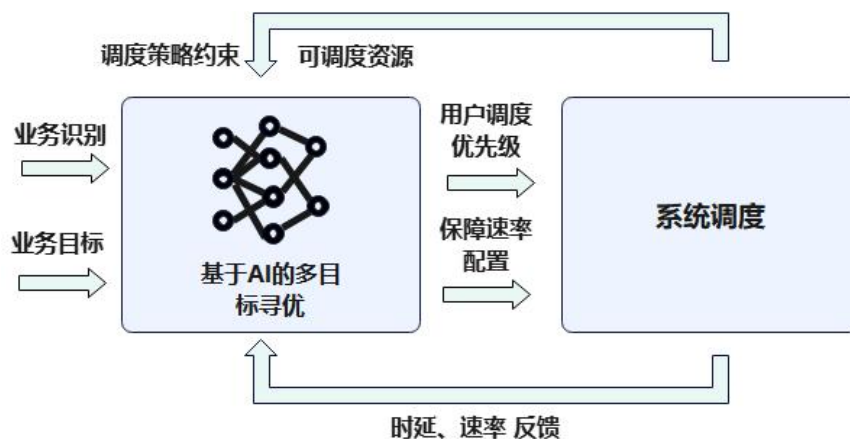 调度策略约束 可调度资源
业务识别
业务目标
基于AI的多目
标寻优
用户调度
优先级
保障速率
配置
系统调度
时延、速率 反馈